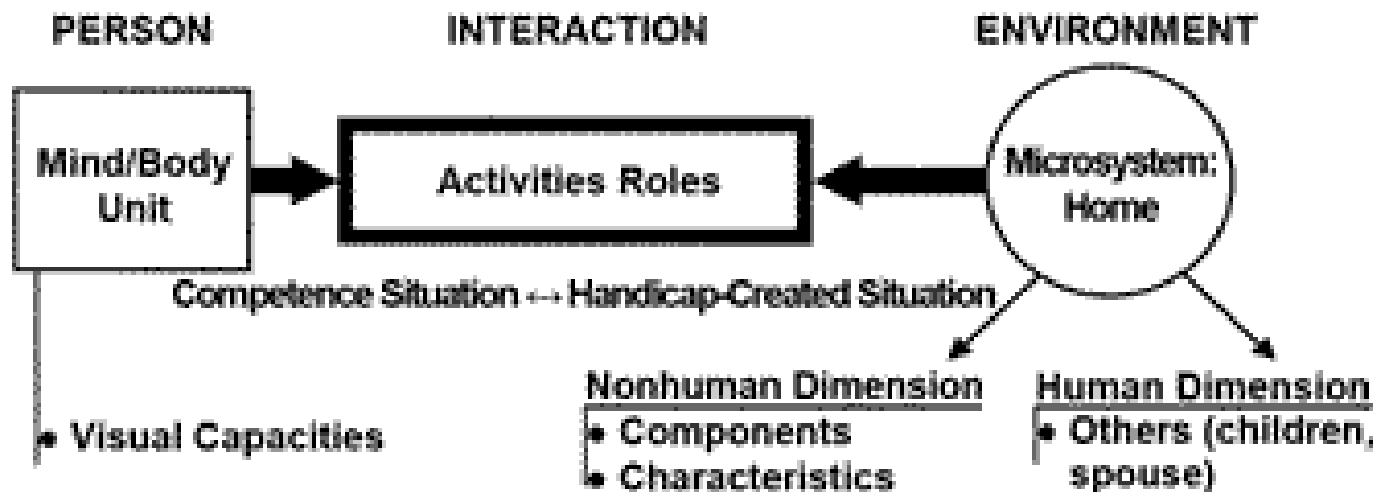 PERSON INTERACTION ENVIRONMENT
Mind/Body
Unit
Activities Roles
Microsystem:
Home
Competence Situation ↔ Handicap-Created Situation
Nonhuman Dimension
• Components
• Characteristics
Human Dimension
• Others (children,
spouse)
• Visual Capacities